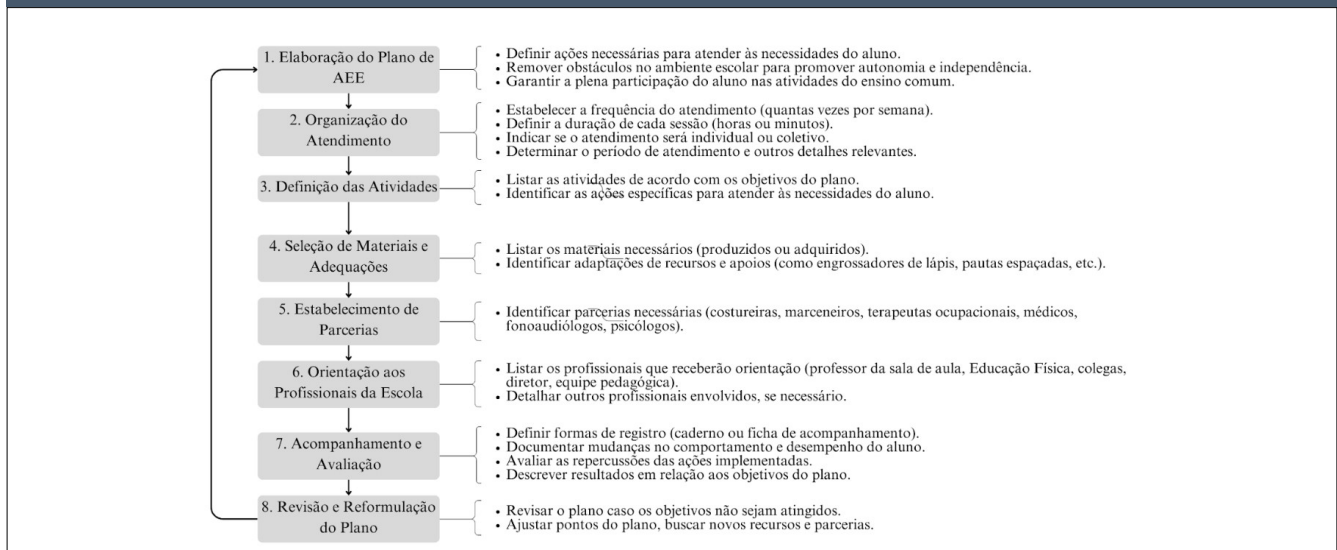 1. Elaboração do Plano de
AEE
• Definir ações necessárias para atender às necessidades do aluno.
• Remover obstáculos no ambiente escolar para promover autonomia e independência.
• Garantir a plena participação do aluno nas atividades do ensino comum.
2. Organização do
Atendimento
• Estabelecer a frequência do atendimento (quantas vezes por semana).
• Definir a duração de cada sessão (horas ou minutos).
• Indicar se o atendimento será individual ou coletivo.
• Determinar o período de atendimento e outros detalhes relevantes.
3. Definição das Atividades
• Listar as atividades de acordo com os objetivos do plano.
• Identificar as ações específicas para atender às necessidades do aluno.
4. Seleção de Materiais e
Adequações
• Listar os materiais necessários (produzidos ou adquiridos).
• Identificar adaptações de recursos e apoios (como engrossadores de lápis, pautas espaçadas, etc.).
5. Estabelecimento de
Parcerias
• Identificar parcerias necessárias (costureiras, marceneiros, terapeutas ocupacionais, médicos,
fonoaudiólogos, psicólogos).
6. Orientação aos
Profissionais da Escola
• Listar os profissionais que receberão orientação (professor da sala de aula, Educação Física, colegas,
diretor, equipe pedagógica).
• Detalhar outros profissionais envolvidos, se necessário.
7. Acompanhamento e
Avaliação
• Definir formas de registro (caderno ou ficha de acompanhamento).
• Documentar mudanças no comportamento e desempenho do aluno.
• Avaliar as repercussões das ações implementadas.
• Descrever resultados em relação aos objetivos do plano.
8. Revisão e Reformulação
do Plano
• Revisar o plano caso os objetivos não sejam atingidos.
• Ajustar pontos do plano, buscar novos recursos e parcerias.